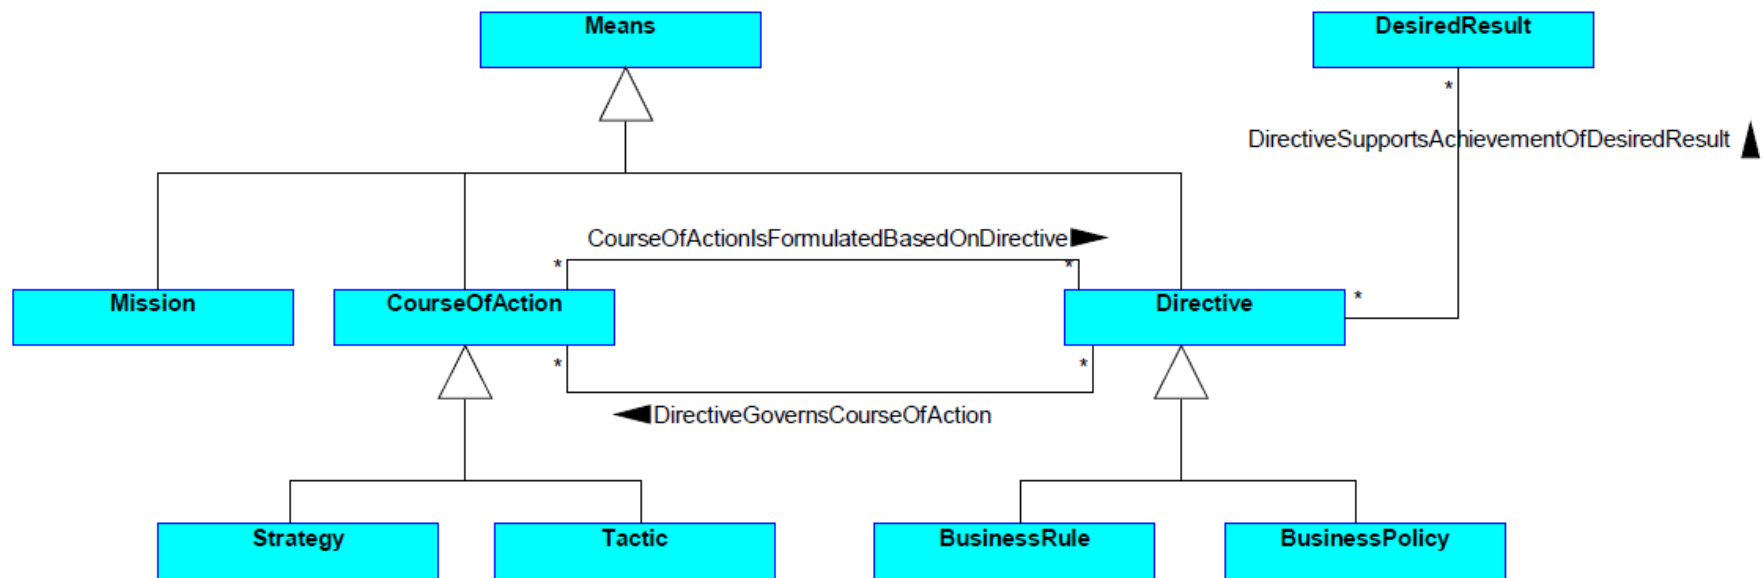 Means
DesiredResult
*
DirectiveSupportsAchievementOfDesiredResult
CourseOfActionIsFormulatedBasedOnDirective
*
*
Mission
CourseOfAction
Directive
*
*
*
DirectiveGovernsCourseOfAction
Strategy
Tactic
BusinessRule
BusinessPolicy